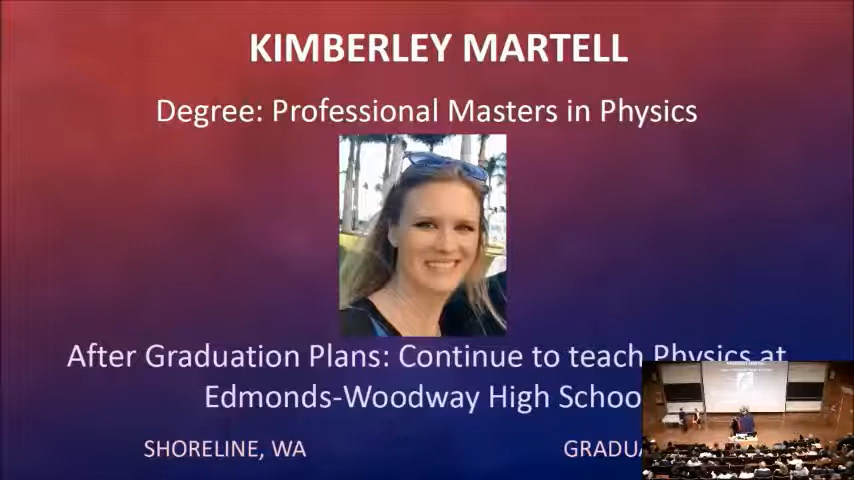 KIMBERLEY MARTELL
Degree: Professional Masters in Physics
After Graduation Plans: Continue to teach Physics at
Edmonds-Woodway High Schoo
SHORELINE, WA
GRADUA